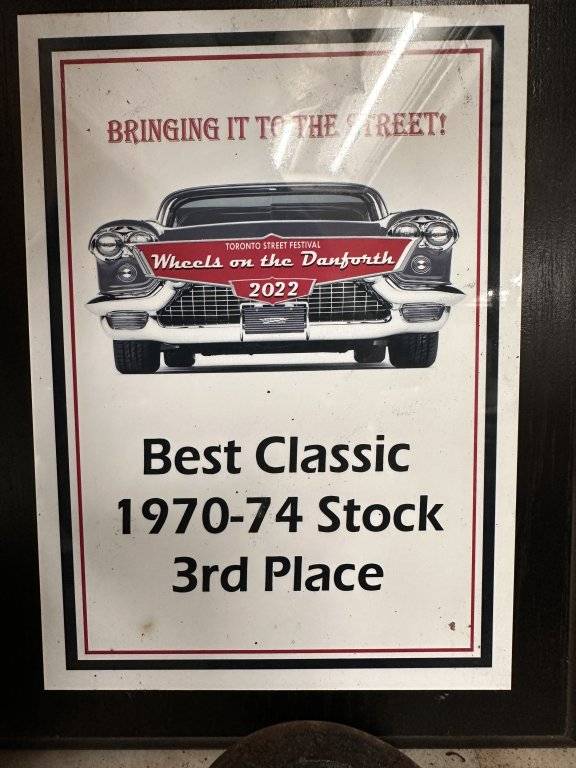 BRINGING IT TO THE STREET!
TORONTO STREET FESTIVAL
Wheels on the Danforth
2022
Best Classic
1970-74 Stock
3rd Place